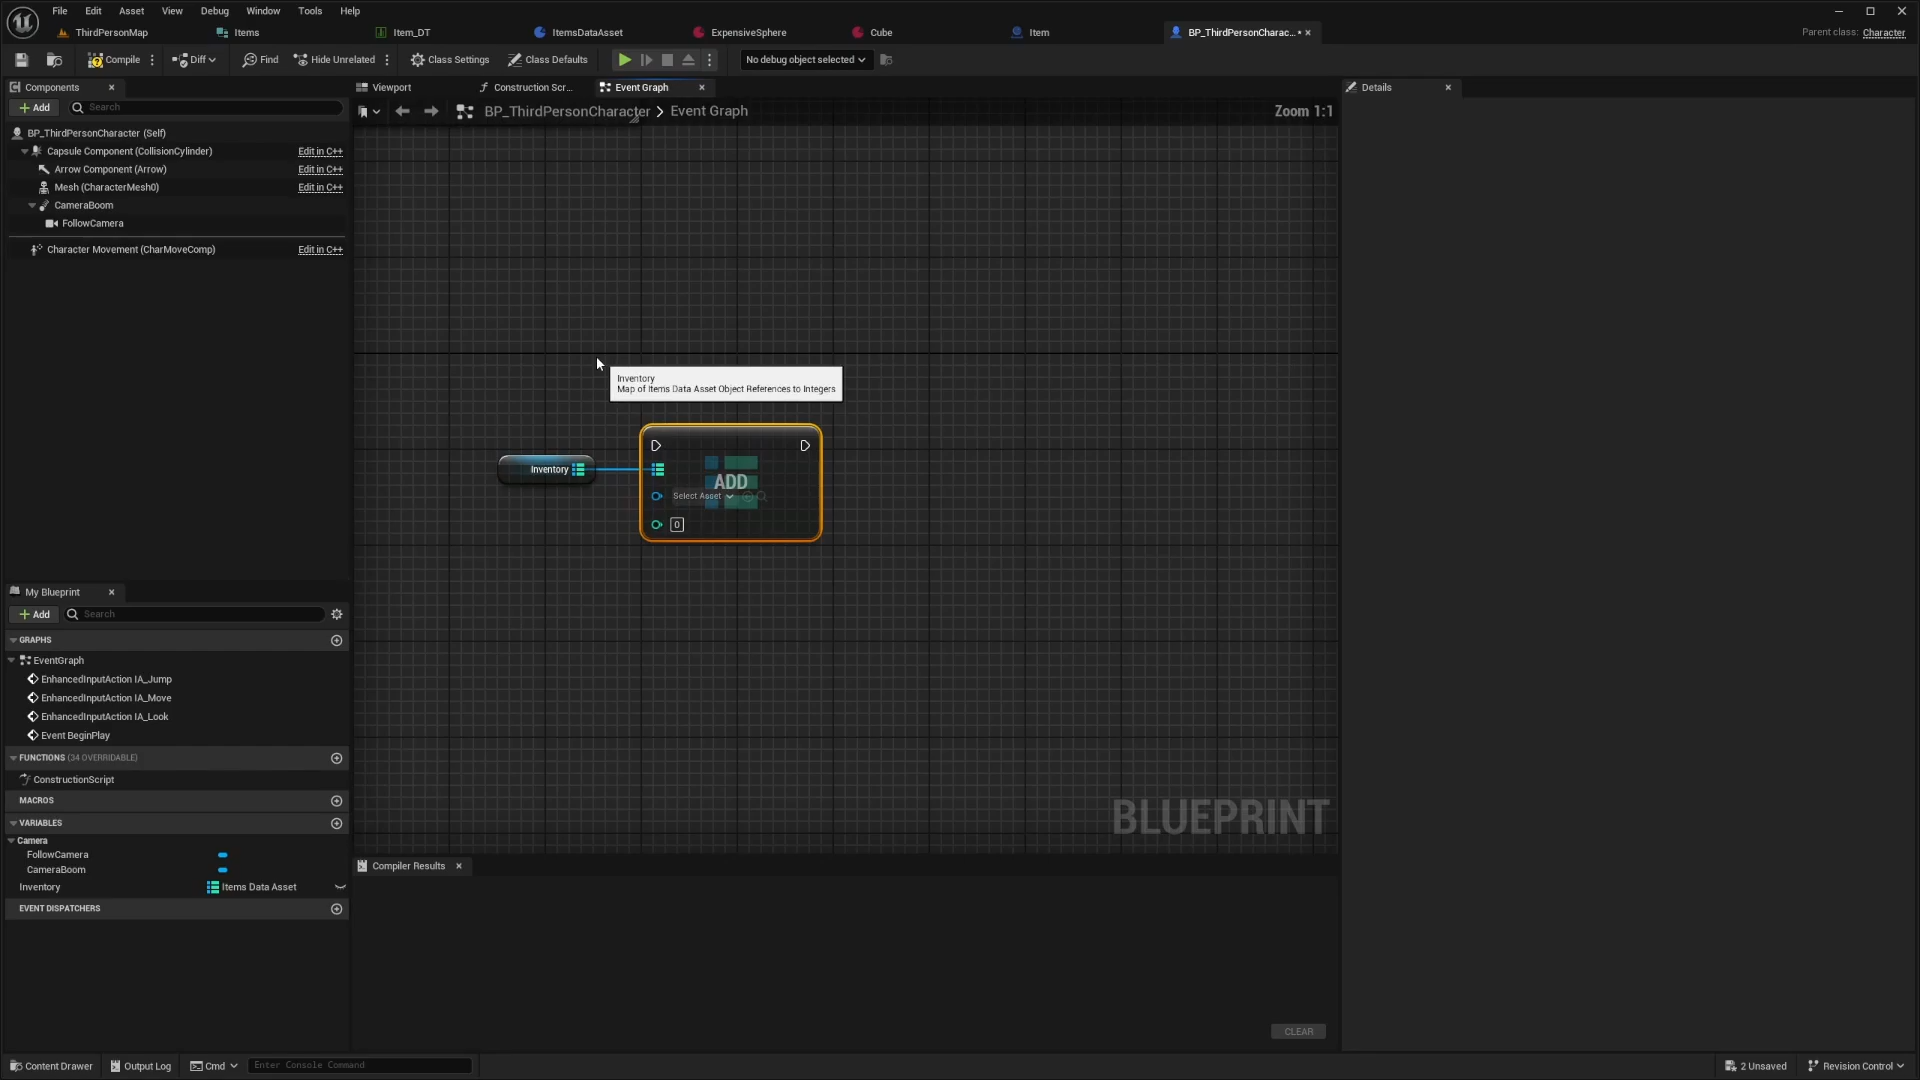 File Edit Asset View Debug Window Tools Help
ThirdPersonMap Items Item_DT ItemsDataAsset ExpensiveSphere Cube Item BP_ThirdPersonCharac... Parent class: Character
Compile Diff Find Hide Unrelated Class Settings Class Defaults No debug object selected
Components Viewport Construction Scr... Event Graph Details
Add Search BP_ThirdPersonCharacter > Event Graph Zoom 1:1
BP_ThirdPersonCharacter (Self)
Capsule Component (CollisionCylinder) Edit in C++
Arrow Component (Arrow) Edit in C++
Mesh (CharacterMesh0) Edit in C++
CameraBoom
FollowCamera
Character Movement (CharMoveComp) Edit in C++
Inventory
Map of Items Data Asset Object References to Integers
Inventory
ADD
Select Asset
0
My Blueprint
Add Search
GRAPHS
EventGraph
EnhancedInputAction IA_Jump
EnhancedInputAction IA_Move
EnhancedInputAction IA_Look
Event BeginPlay
FUNCTIONS (34 OVERRIDABLE)
ConstructionScript
MACROS
VARIABLES
Camera
FollowCamera
CameraBoom
Inventory Items Data Asset
EVENT DISPATCHERS
BLUEPRINT
Compiler Results
CLEAR
Content Drawer Output Log Cmd Enter Console Command 2 Unsaved Revision Control